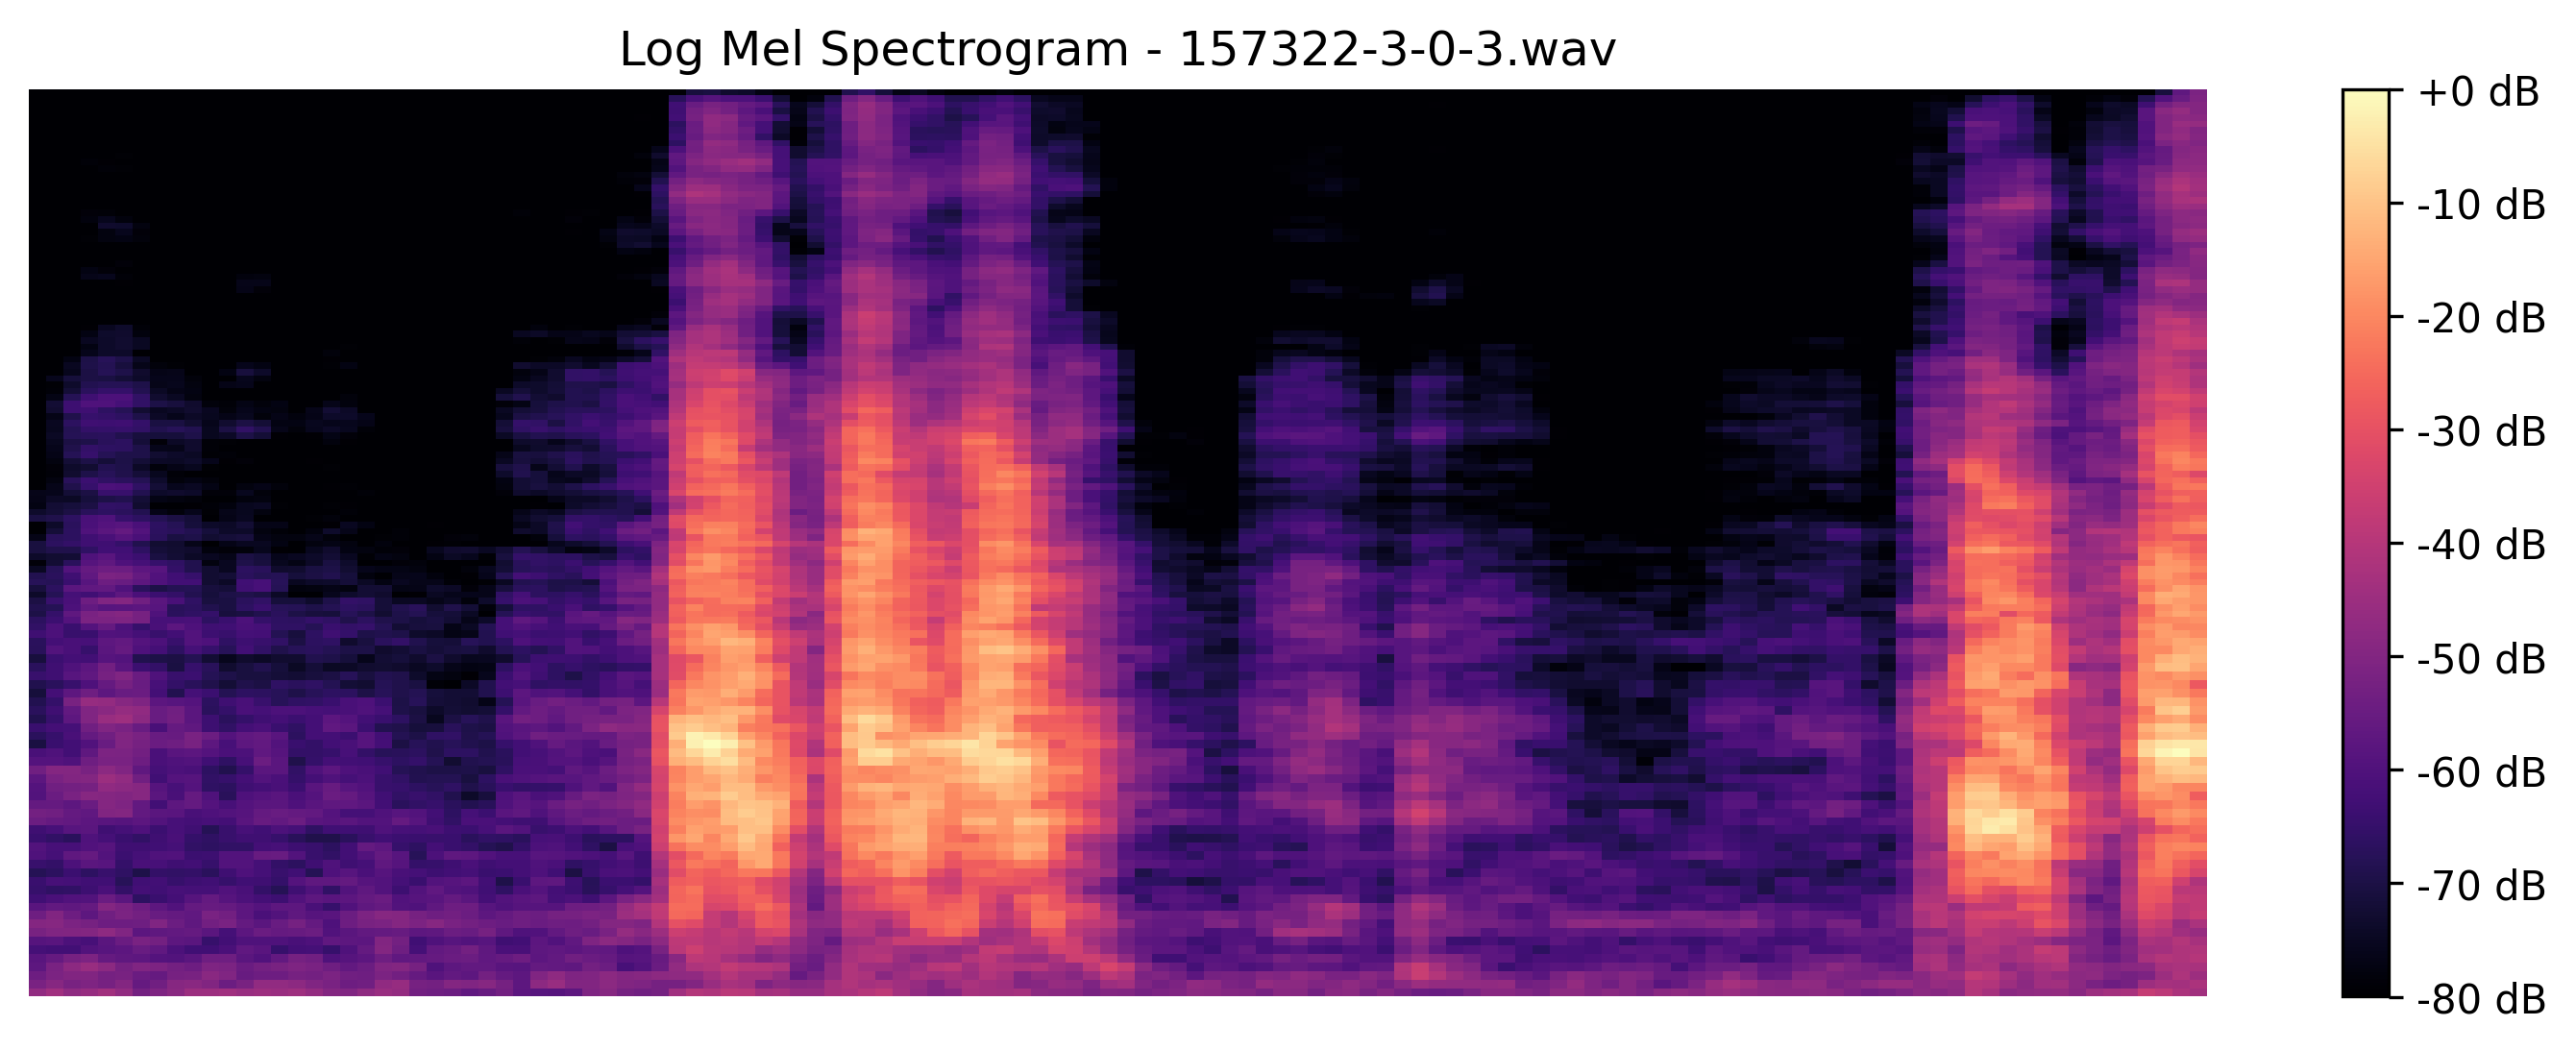 Log Mel Spectrogram - 157322-3-0-3.wav
+0 dB
-10 dB
-20 dB
-30 dB
-40 dB
-50 dB
-60 dB
-70 dB
-80 dB